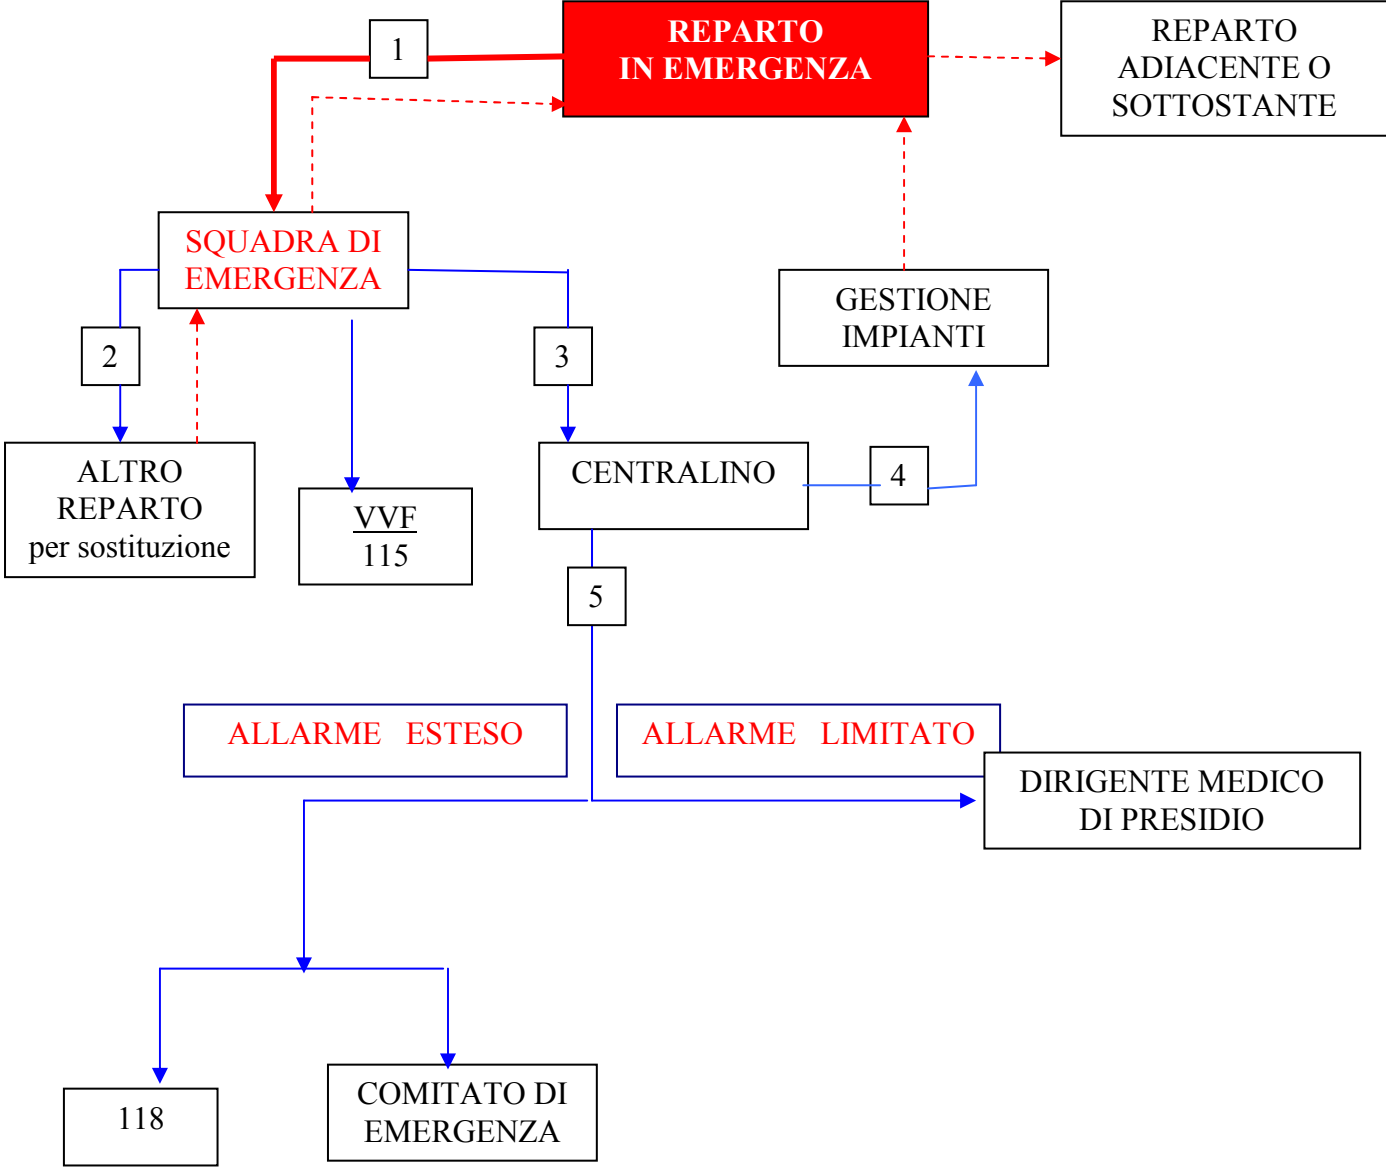 1
REPARTO
IN EMERGENZA
REPARTO
ADIACENTE O
SOTTOSTANTE
SQUADRA DI
EMERGENZA
GESTIONE
IMPIANTI
2
3
ALTRO
REPARTO
per sostituzione
VVF
115
CENTRALINO
4
5
ALLARME ESTESO
ALLARME LIMITATO
DIRIGENTE MEDICO
DI PRESIDIO
118
COMITATO DI
EMERGENZA